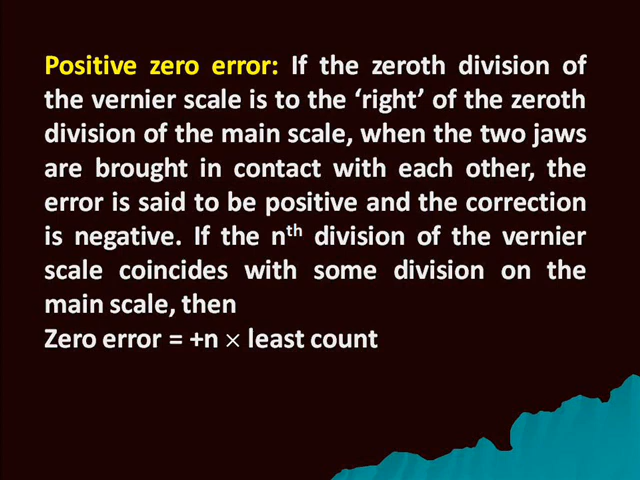 Positive zero error: If the zeroth division of
the vernier scale is to the ‘right’ of the zeroth
division of the main scale, when the two jaws
are brought in contact with each other, the
error is said to be positive and the correction
is negative. If the nᵗʰ division of the vernier
scale coincides with some division on the
main scale, then
Zero error = +n × least count